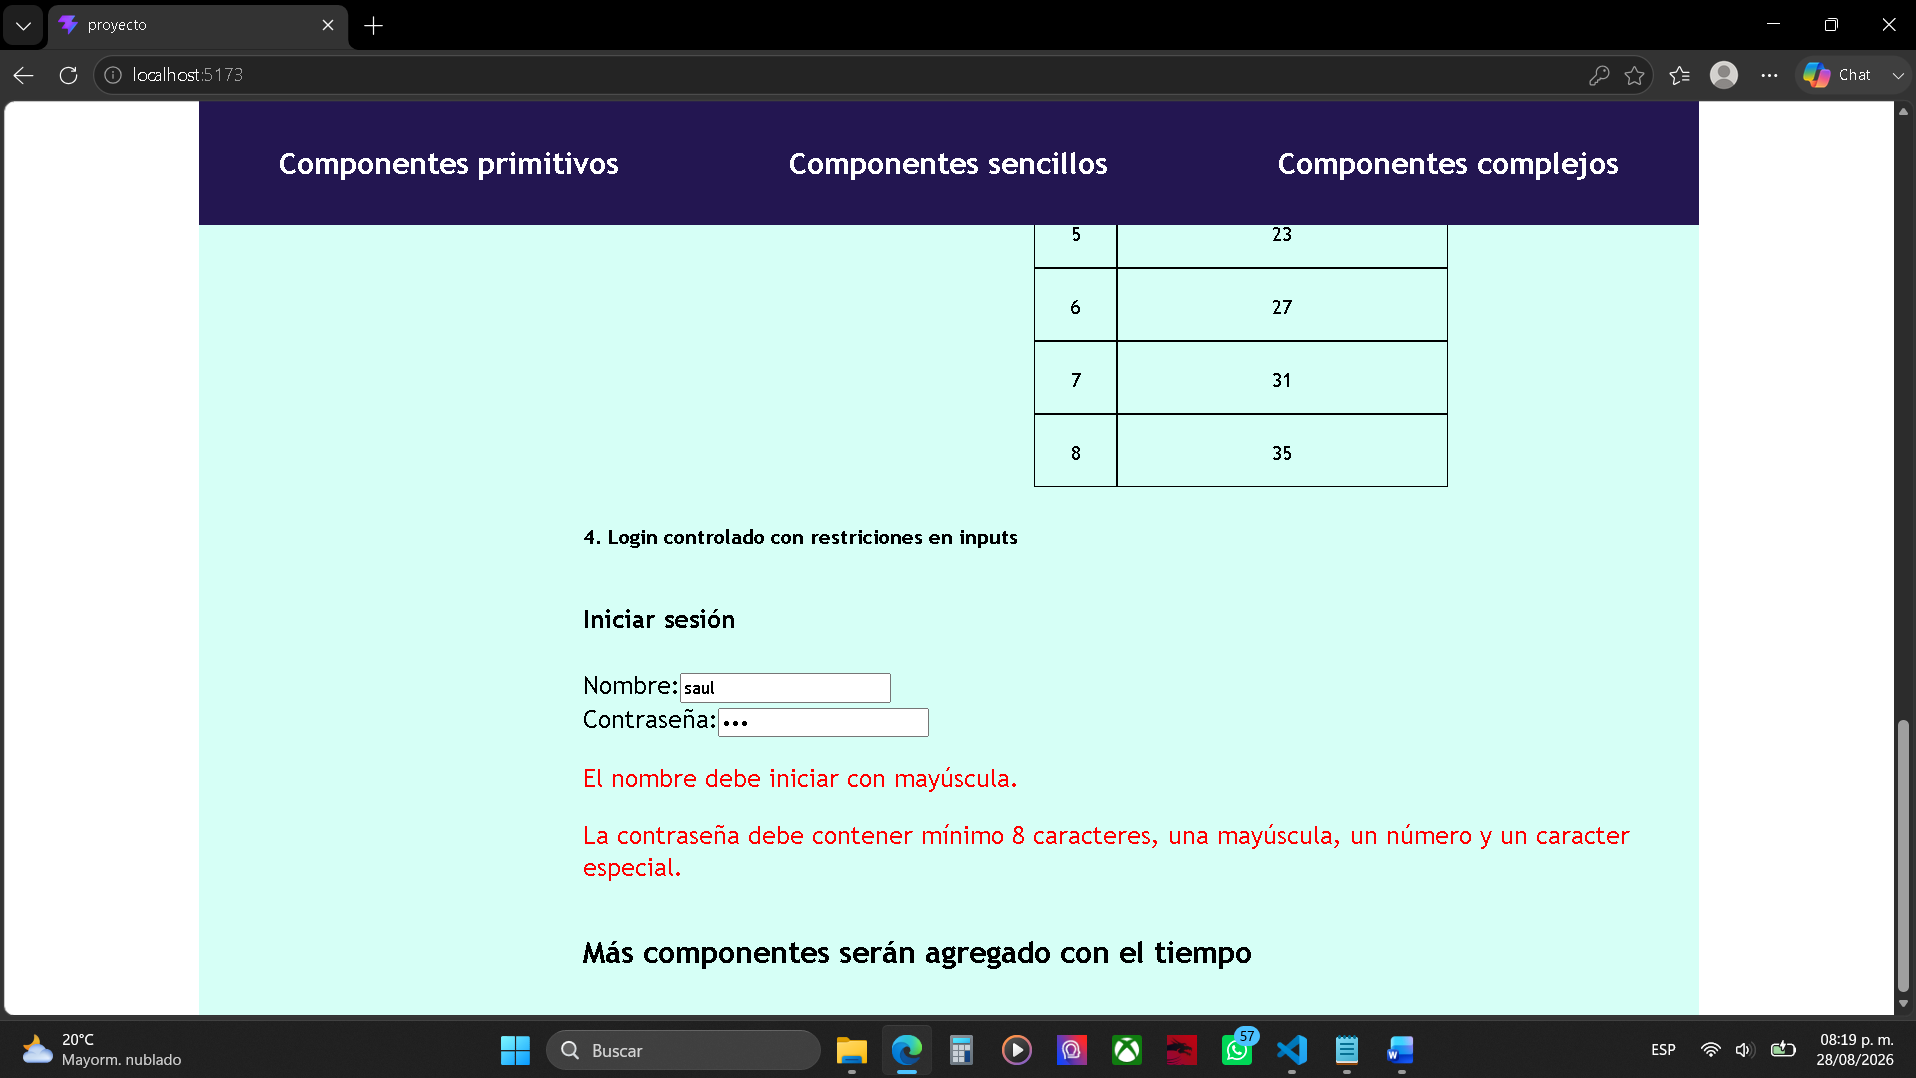 proyecto
localhost:5173
Chat
Componentes primitivos
Componentes sencillos
Componentes complejos
5 23
6 27
7 31
8 35
4. Login controlado con restriciones en inputs
Iniciar sesión
Nombre: saul
Contraseña: •••
El nombre debe iniciar con mayúscula.
La contraseña debe contener mínimo 8 caracteres, una mayúscula, un número y un caracter
especial.
Más componentes serán agregado con el tiempo
20°C
Mayorm. nublado
Buscar
57
ESP
08:19 p. m.
28/08/2026